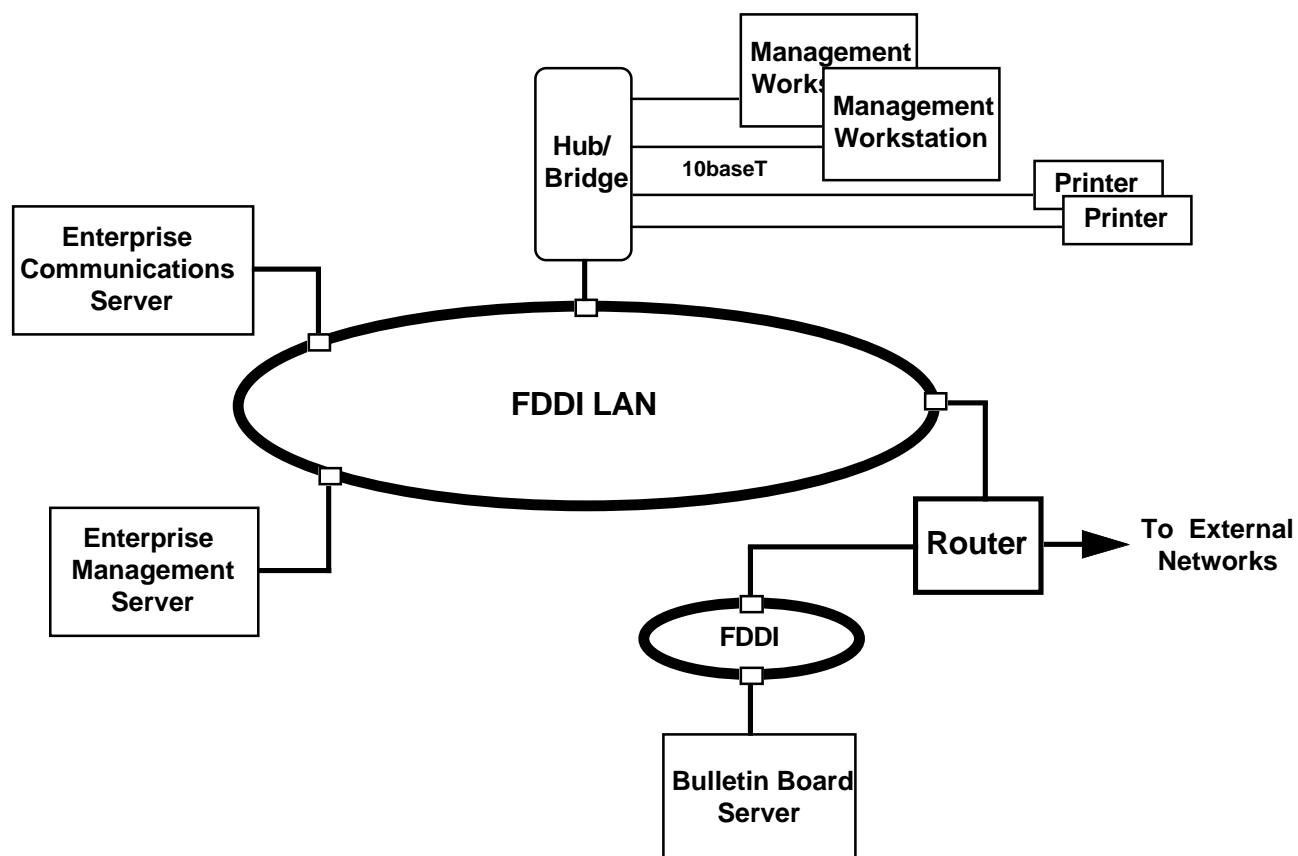 Management
Works
Management
Workstation
Hub/
Bridge
10baseT
Printer
Printer
Enterprise
Communications
Server
FDDI LAN
Enterprise
Management
Server
Router
To External
Networks
FDDI
Bulletin Board
Server